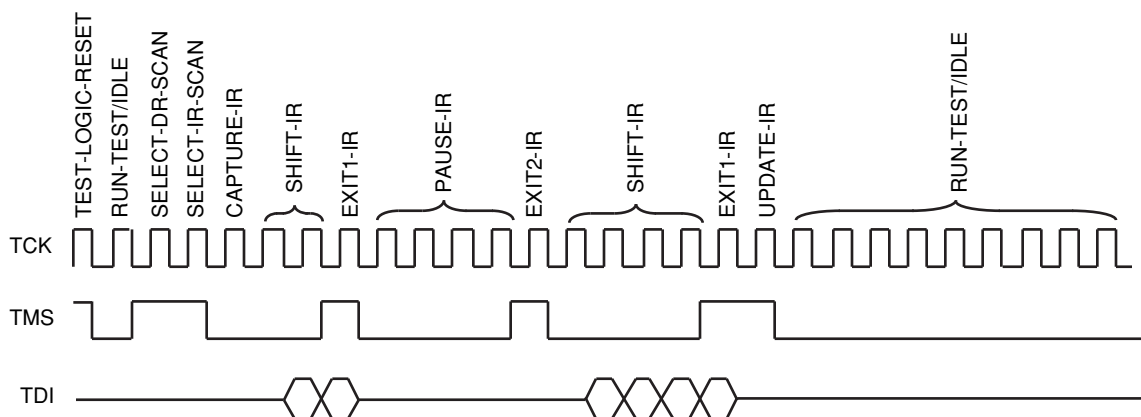 TEST-LOGIC-RESET
RUN-TEST/IDLE
SELECT-DR-SCAN
SELECT-IR-SCAN
CAPTURE-IR
SHIFT-IR
EXIT1-IR
PAUSE-IR
EXIT2-IR
SHIFT-IR
EXIT1-IR
UPDATE-IR
RUN-TEST/IDLE
TCK
TMS
TDI